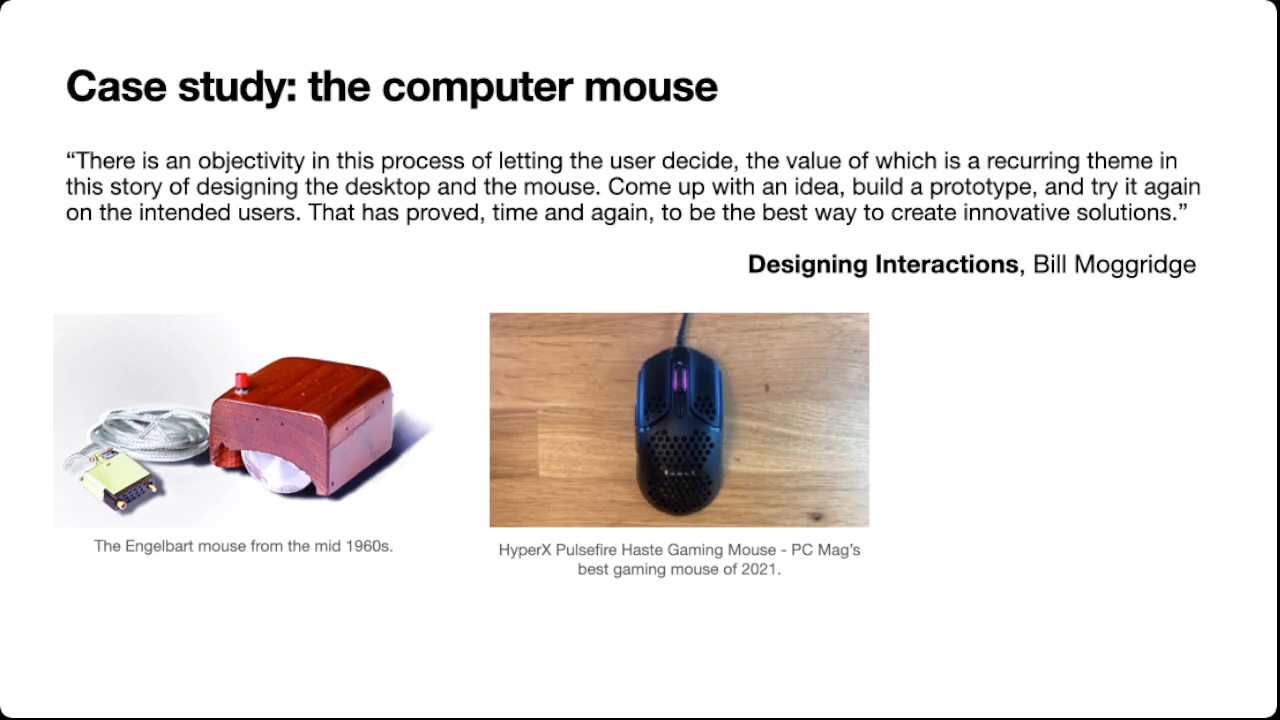 Case study: the computer mouse
“There is an objectivity in this process of letting the user decide, the value of which is a recurring theme in
this story of designing the desktop and the mouse. Come up with an idea, build a prototype, and try it again
on the intended users. That has proved, time and again, to be the best way to create innovative solutions.”
Designing Interactions, Bill Moggridge
The Engelbart mouse from the mid 1960s.
HyperX Pulsefire Haste Gaming Mouse - PC Mag’s
best gaming mouse of 2021.